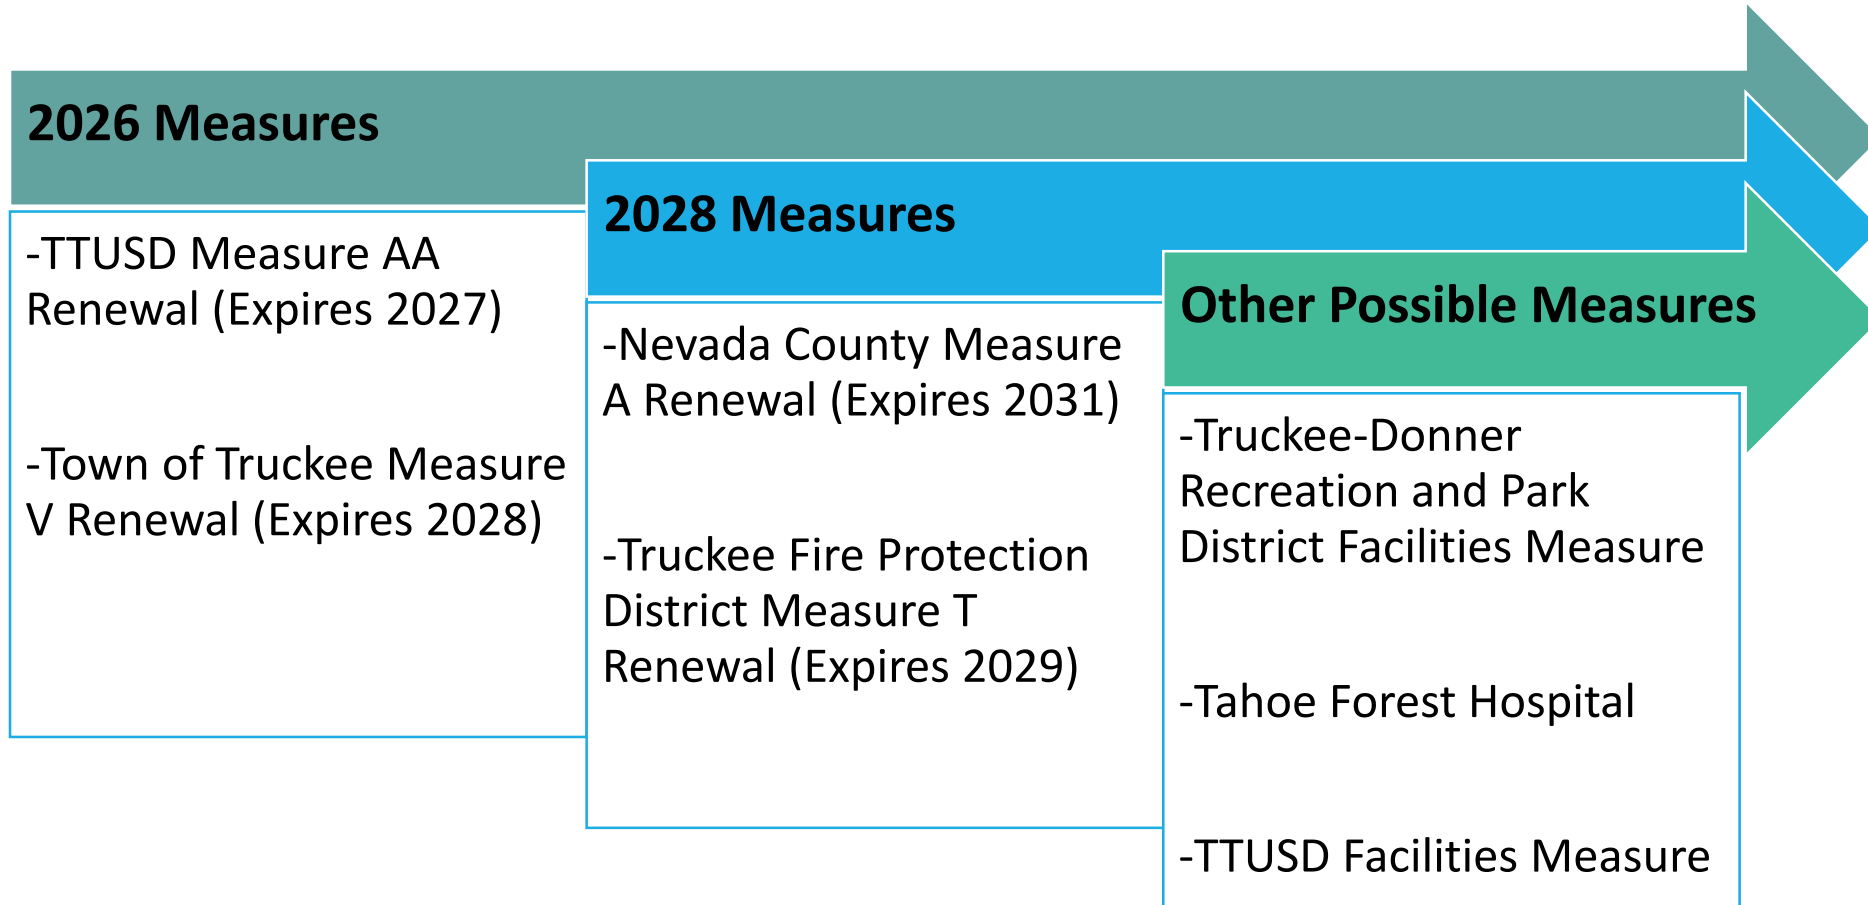 2026 Measures
-TTUSD Measure AA
Renewal (Expires 2027)
-Town of Truckee Measure
V Renewal (Expires 2028)
2028 Measures
-Nevada County Measure
A Renewal (Expires 2031)
-Truckee Fire Protection
District Measure T
Renewal (Expires 2029)
Other Possible Measures
-Truckee-Donner
Recreation and Park
District Facilities Measure
-Tahoe Forest Hospital
-TTUSD Facilities Measure